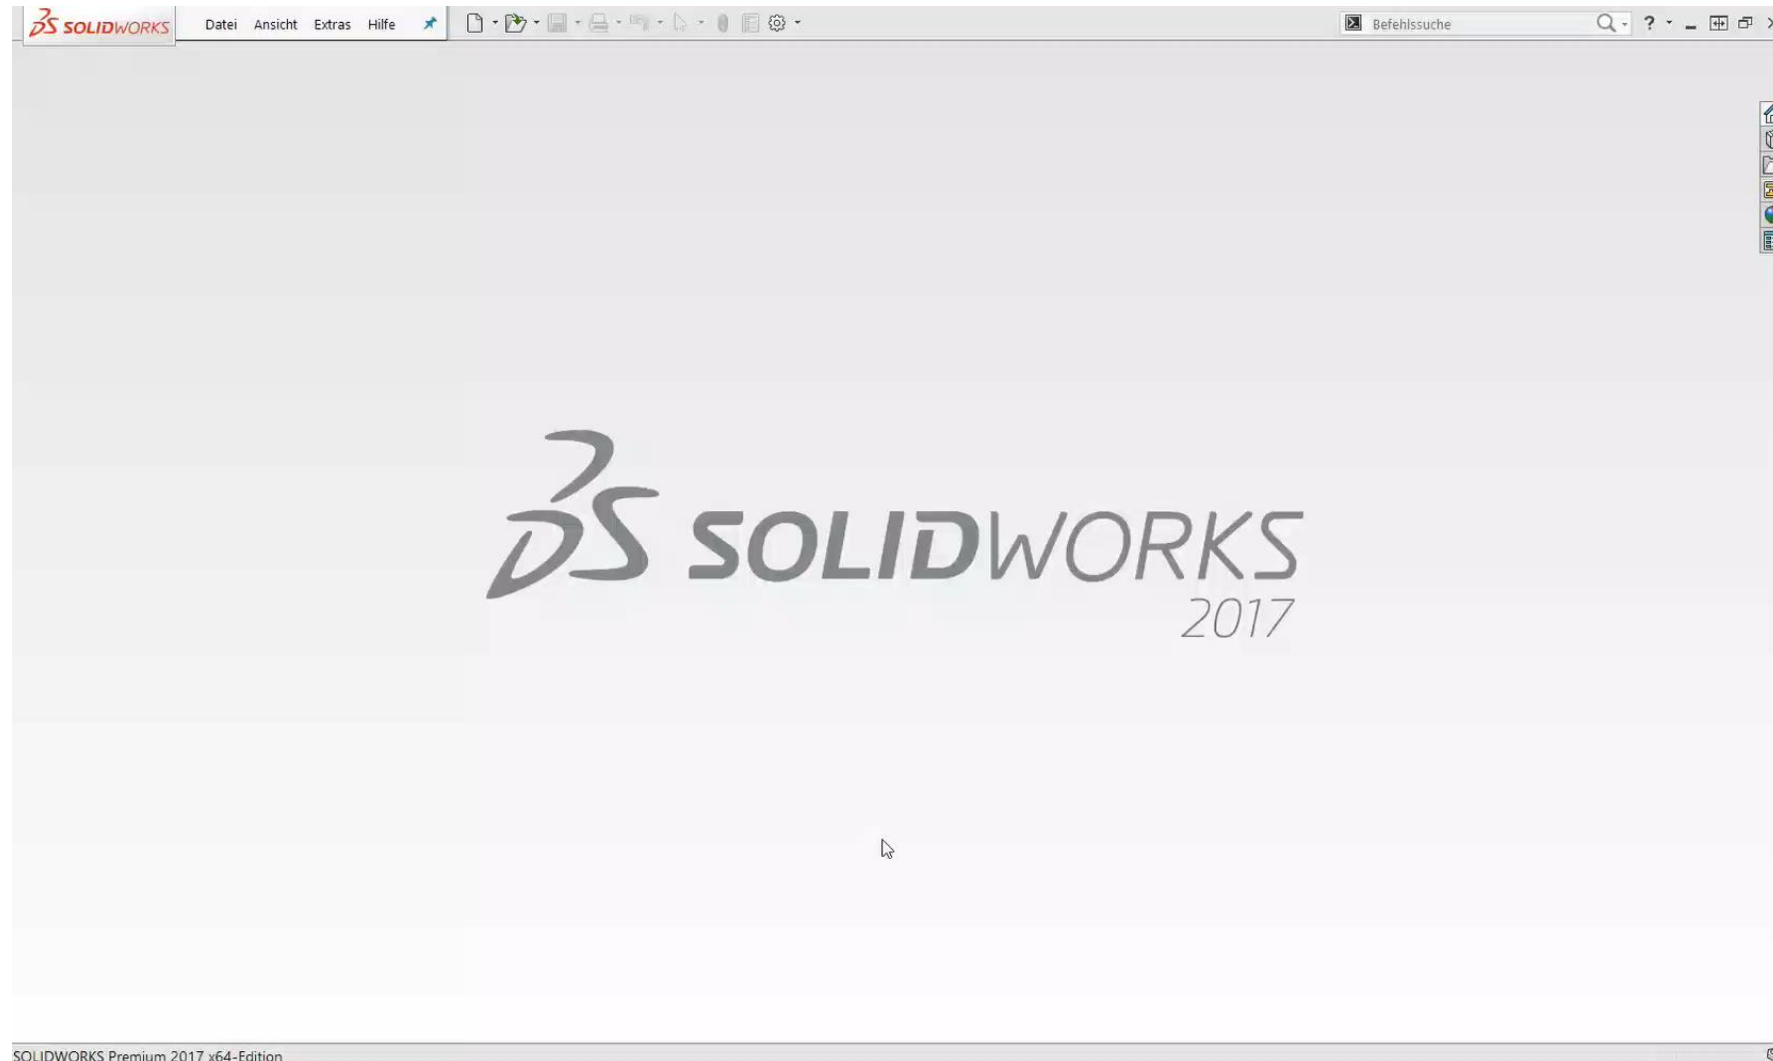 SOLIDWORKS Datei Ansicht Extras Hilfe Befehlssuche ?
SOLIDWORKS
2017
SOLIDWORKS Premium 2017 x64-Edition